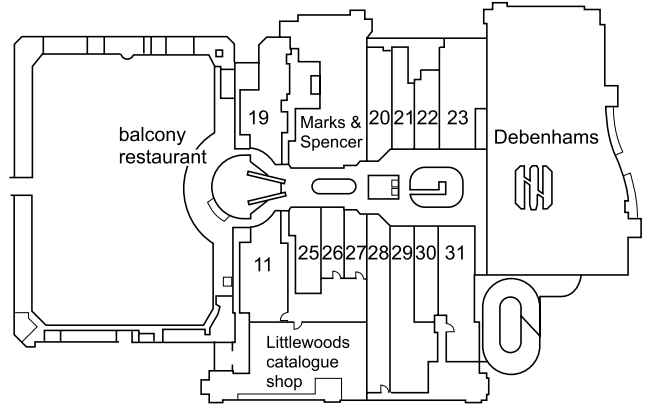 19
Marks &
Spencer
20
21
22
23
balcony
restaurant
Debenhams
11
25
26
27
28
29
30
31
Littlewoods
catalogue
shop